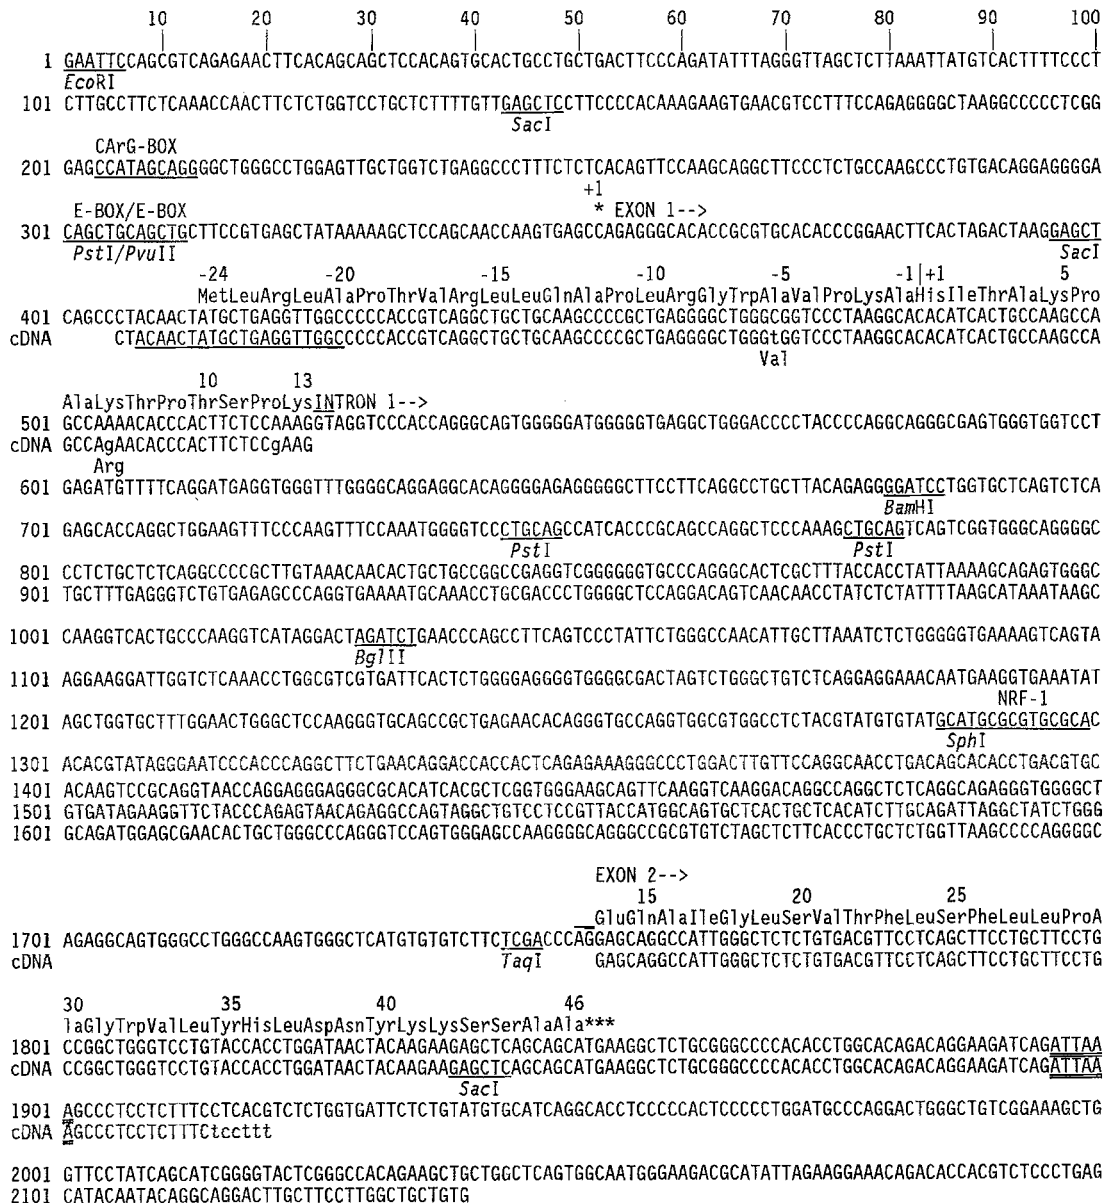 10 20 30 40 50 60 70 80 90 100
1 GAATTCCAGCGTCAGAGAACTTCACAGCAGCTCCACAGTGCACTGCCTGCTGACTTCCCAGATATTTAGGGTTAGCTCTTAAATTATGTCACTTTTCCCT
EcoRI
101 CTTGCCTTCTCAAACCAACTTCTCTGGTCCTGCTCTTTTGTTGAGCTCCTTCCCCACAAAGAAGTGAACGTCCTTTCCAGAGGGGCTAAGGCCCCCTCGG
SacI
CArG-BOX
201 GAGCCATAGCAGGGGCTGGGCCTGGAGTTGCTGGTCTGAGGCCCTTTCTCTCACAGTTCCAAGCAGGCTTCCCTCTGCCAAGCCCTGTGACAGGAGGGGA
+1
E-BOX/E-BOX * EXON 1-->
301 CAGCTGCAGCTGCTTCCGTGAGCTATAAAAAGCTCCAGCAACCAAGTGAGCCAGAGGGCACACCGCGTGCACACCCGGAACTTCACTAGACTAAGGAGCT
PstI/PvuII SacI
-24 -20 -15 -10 -5 -1|+1 5
MetLeuArgLeuAlaProThrValArgLeuLeuGlnAlaProLeuArgGlyTrpAlaValProLysAlaHisIleThrAlaLysPro
401 CAGCCCTACAACTATGCTGAGGTTGGCCCCCACCGTCAGGCTGCTGCAAGCCCCGCTGAGGGGCTGGGCGGTCCCTAAGGCACACATCACTGCCAAGCCA
cDNA CTACAACTATGCTGAGGTTGGCCCCCACCGTCAGGCTGCTGCAAGCCCCGCTGAGGGGCTGGGtGGTCCCTAAGGCACACATCACTGCCAAGCCA
Val
10 13
AlaLysThrProThrSerProLysINTRON 1-->
501 GCCAAAACACCCACTTCTCCAAAGGTAGGTCCCACCAGGGCAGTGGGGGATGGGGGTGAGGCTGGGACCCCTACCCCAGGCAGGGCGAGTGGGTGGTCCT
cDNA GCCAgAACACCCACTTCTCCgAAG
Arg
601 GAGATGTTTTCAGGATGAGGTGGGTTTGGGGCAGGAGGCACAGGGGAGAGGGGGCTTCCTTCAGGCCTGCTTACAGAGGGGATCCTGGTGCTCAGTCTCA
BamHI
701 GAGCACCAGGCTGGAAGTTTCCCAAGTTTCCAAATGGGGTCCCTGCAGCCATCACCCGCAGCCAGGCTCCCAAAGCTGCAGTCAGTCGGTGGGCAGGGGC
PstI PstI
801 CCTCTGCTCTCAGGCCCCGCTTGTAAACAACACTGCTGCCGGCCGAGGTCGGGGGGTGCCCAGGGCACTCGCTTTACCACCTATTAAAAGCAGAGTGGGC
901 TGCTTTGAGGGTCTGTGAGAGCCCAGGTGAAAATGCAAACCTGCGACCCTGGGGCTCCAGGACAGTCAACAACCTATCTCTATTTTAAGCATAAATAAGC
1001 CAAGGTCACTGCCCAAGGTCATAGGACTAGATCTGAACCCAGCCTTCAGTCCCTATTCTGGGCCAACATTGCTTAAATCTCTGGGGGTGAAAAGTCAGTA
BglII
1101 AGGAAGGATTGGTCTCAAACCTGGCGTCGTGATTCACTCTGGGGAGGGGTGGGGCGACTAGTCTGGGCTGTCTCAGGAGGAAACAATGAAGGTGAAATAT
NRF-1
1201 AGCTGGTGCTTTGGAACTGGGCTCCAAGGGTGCAGCCGCTGAGAACACAGGGTGCCAGGTGGCGTGGCCTCTACGTATGTGTATGCATGCGCGTGCGCAC
SphI
1301 ACACGTATAGGGAATCCCACCCAGGCTTCTGAACAGGACCACCACTCAGAGAAAGGGCCCTGGACTTGTTCCAGGCAACCTGACAGCACACCTGACGTGC
1401 ACAAGTCCGCAGGTAACCAGGAGGGAGGGCGCACATCACGCTCGGTGGGAAGCAGTTCAAGGTCAAGGACAGGCCAGGCTCTCAGGCAGAGGGTGGGGCT
1501 GTGATAGAAGGTTCTACCCAGAGTAACAGAGGCCAGTAGGCTGTCCTCCGTTACCATGGCAGTGCTCACTGCTCACATCTTGCAGATTAGGCTATCTGGG
1601 GCAGATGGAGCGAACACTGCTGGGCCCAGGGTCCAGTGGGAGCCAAGGGGCAGGGCCGCGTGTCTAGCTCTTCACCCTGCTCTGGTTAAGCCCCAGGGGC
EXON 2-->
15 20 25
GluGlnAlaIleGlyLeuSerValThrPheLeuSerPheLeuLeuProA
1701 AGAGGCAGTGGGCCTGGGCCAAGTGGGCTCATGTGTGTCTTCTCGACCCAGGAGCAGGCCATTGGGCTCTCTGTGACGTTCCTCAGCTTCCTGCTTCCTG
cDNA TaqI GAGCAGGCCATTGGGCTCTCTGTGACGTTCCTCAGCTTCCTGCTTCCTG
30 35 40 46
laGlyTrpValLeuTyrHisLeuAspAsnTyrLysLysSerSerAlaAla***
1801 CCGGCTGGGTCCTGTACCACCTGGATAACTACAAGAAGAGCTCAGCAGCATGAAGGCTCTGCGGGCCCCACACCTGGCACAGACAGGAAGATCAGATTAA
cDNA CCGGCTGGGTCCTGTACCACCTGGATAACTACAAGAAGAGCTCAGCAGCATGAAGGCTCTGCGGGCCCCACACCTGGCACAGACAGGAAGATCAGATTAA
SacI
1901 AGCCCTCCTCTTTCCTCACGTCTCTGGTGATTCTCTGTATGTGCATCAGGCACCTCCCCCACTCCCCCTGGATGCCCAGGACTGGGCTGTCGGAAAGCTG
cDNA AGCCCTCCTCTTTCtccttt
2001 GTTCCTATCAGCATCGGGGTACTCGGGCCACAGAAGCTGCTGGCTCAGTGGCAATGGGAAGACGCATATTAGAAGGAAACAGACACCACGTCTCCCTGAG
2101 CATACAATACAGGCAGGACTTGCTTCCTTGGCTGCTGTG